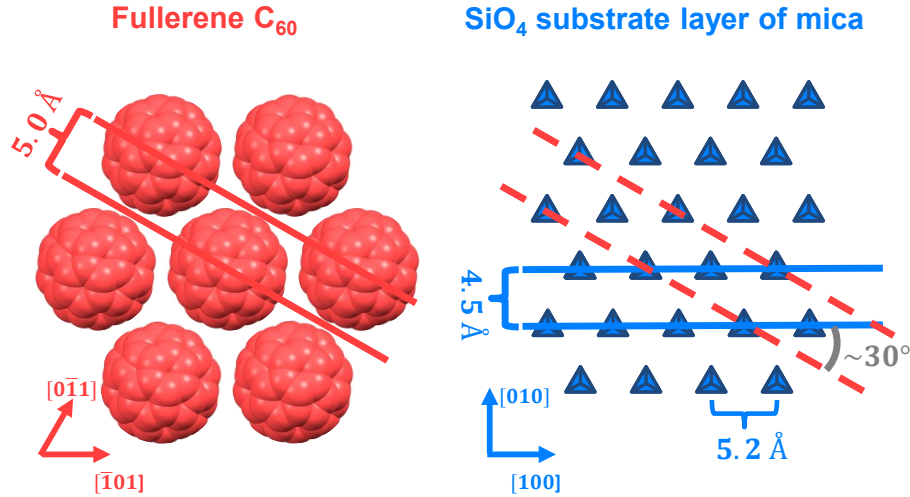 Fullerene C₆₀
SiO₄ substrate layer of mica
5.0 Å
4.5 Å
~30°
[01̅1]
[1̅01]
[010]
[100]
5.2 Å